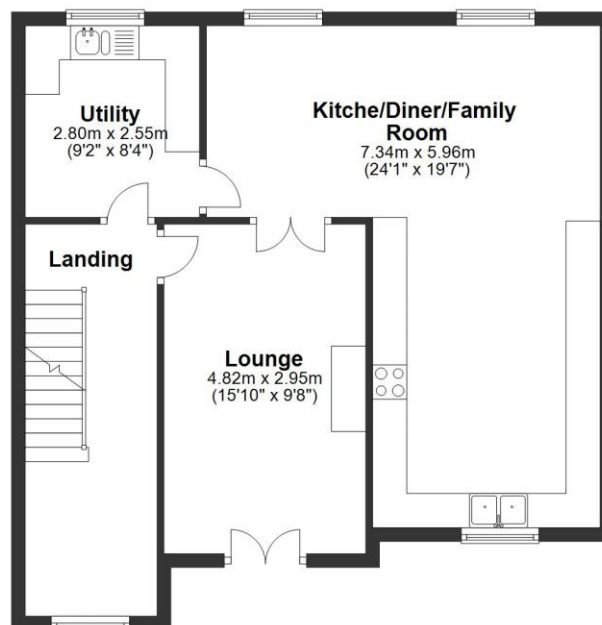 Utility
2.80m x 2.55m
(9'2" x 8'4")
Kitche/Diner/Family
Room
7.34m x 5.96m
(24'1" x 19'7")
Landing
Lounge
4.82m x 2.95m
(15'10" x 9'8")